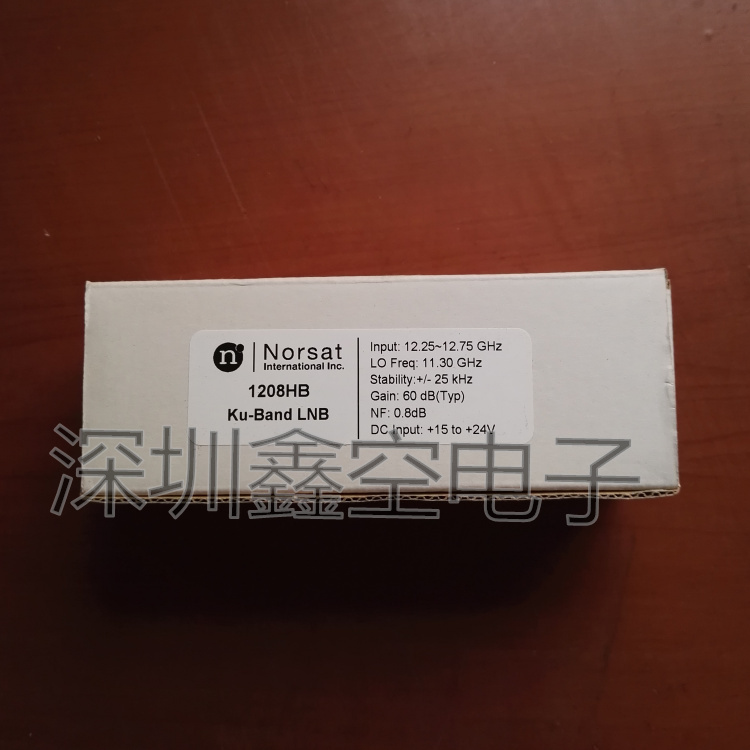 n
Norsat
International Inc.
1208HB
Ku-Band LNB
Input: 12.25~12.75 GHz
LO Freq: 11.30 GHz
Stability:+/- 25 kHz
Gain: 60 dB(Typ)
NF: 0.8dB
DC Input: +15 to +24V
深圳鑫空电子